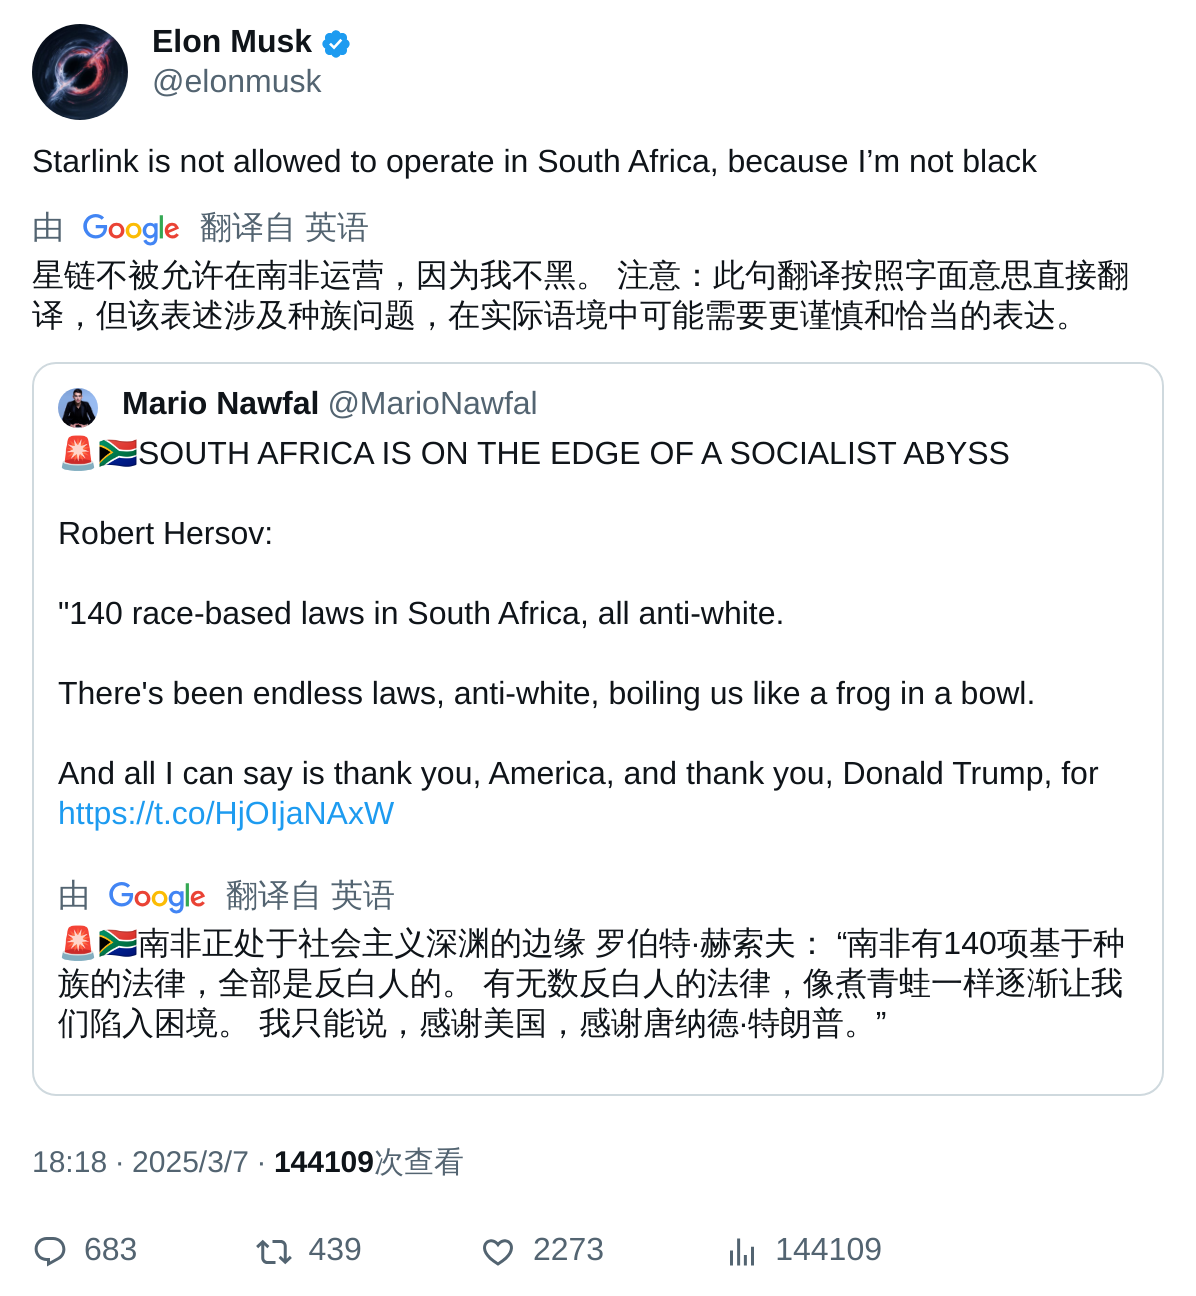 Elon Musk
@elonmusk
Starlink is not allowed to operate in South Africa, because I’m not black
由 Google 翻译自 英语
星链不被允许在南非运营，因为我不黑。 注意：此句翻译按照字面意思直接翻
译，但该表述涉及种族问题，在实际语境中可能需要更谨慎和恰当的表达。
Mario Nawfal @MarioNawfal
🚨🇿🇦SOUTH AFRICA IS ON THE EDGE OF A SOCIALIST ABYSS
Robert Hersov:
"140 race-based laws in South Africa, all anti-white.
There's been endless laws, anti-white, boiling us like a frog in a bowl.
And all I can say is thank you, America, and thank you, Donald Trump, for
https://t.co/HjOIjaNAxW
由 Google 翻译自 英语
🚨🇿🇦南非正处于社会主义深渊的边缘 罗伯特·赫索夫： “南非有140项基于种
族的法律，全部是反白人的。 有无数反白人的法律，像煮青蛙一样逐渐让我
们陷入困境。 我只能说，感谢美国，感谢唐纳德·特朗普。”
18:18 · 2025/3/7 · 144109次查看
683 439 2273 144109